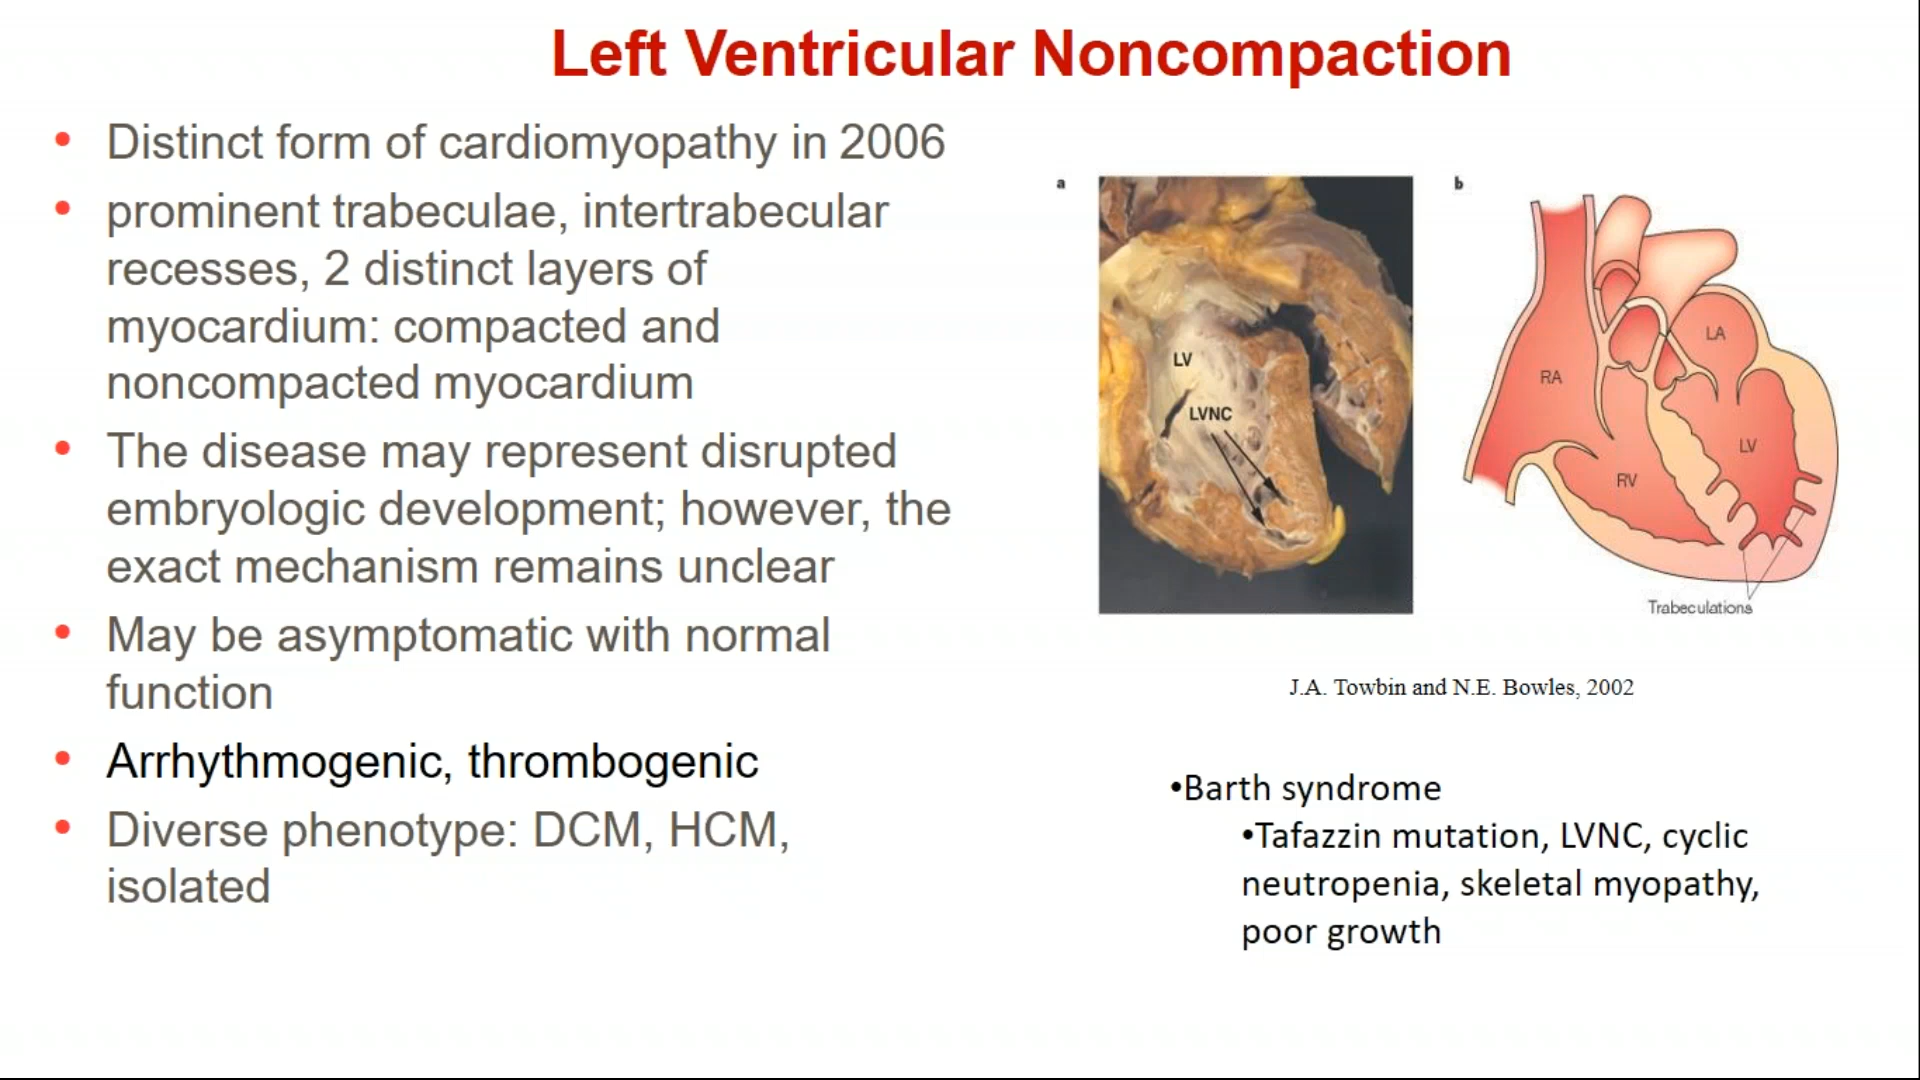 Left Ventricular Noncompaction
• Distinct form of cardiomyopathy in 2006
• prominent trabeculae, intertrabecular
recesses, 2 distinct layers of
myocardium: compacted and
noncompacted myocardium
• The disease may represent disrupted
embryologic development; however, the
exact mechanism remains unclear
• May be asymptomatic with normal
function
• Arrhythmogenic, thrombogenic
• Diverse phenotype: DCM, HCM,
isolated
a
LV
LVNC
b
LA
RA
LV
RV
Trabeculations
J.A. Towbin and N.E. Bowles, 2002
•Barth syndrome
•Tafazzin mutation, LVNC, cyclic
neutropenia, skeletal myopathy,
poor growth